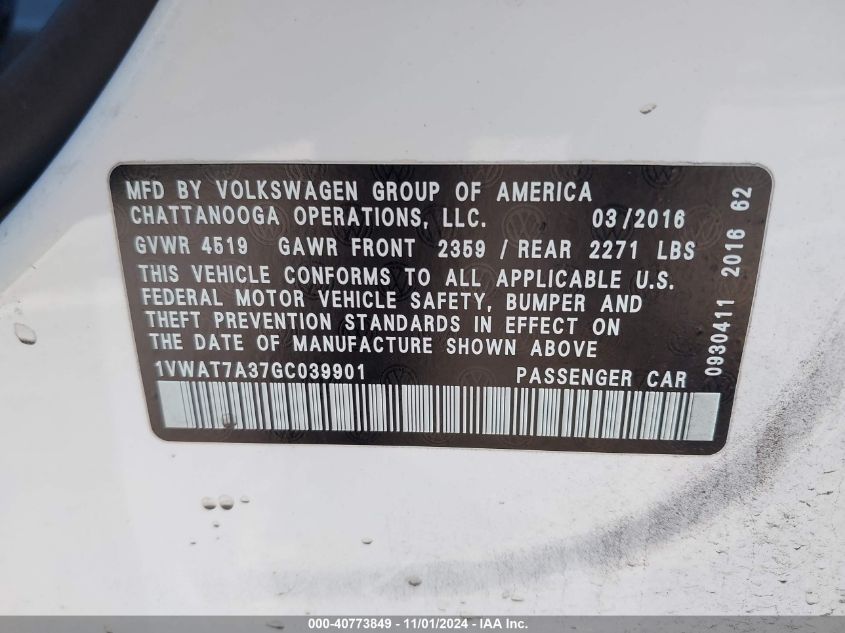 MFD BY VOLKSWAGEN GROUP OF AMERICA
CHATTANOOGA OPERATIONS, LLC. 03/2016
GVWR 4519 GAWR FRONT 2359 / REAR 2271 LBS
THIS VEHICLE CONFORMS TO ALL APPLICABLE U.S.
FEDERAL MOTOR VEHICLE SAFETY, BUMPER AND
THEFT PREVENTION STANDARDS IN EFFECT ON
THE DATE OF MANUFACTURE SHOWN ABOVE
1VWAT7A37GC039901 PASSENGER CAR
0930411 2016 62
000-40773849 - 11/01/2024 - IAA Inc.